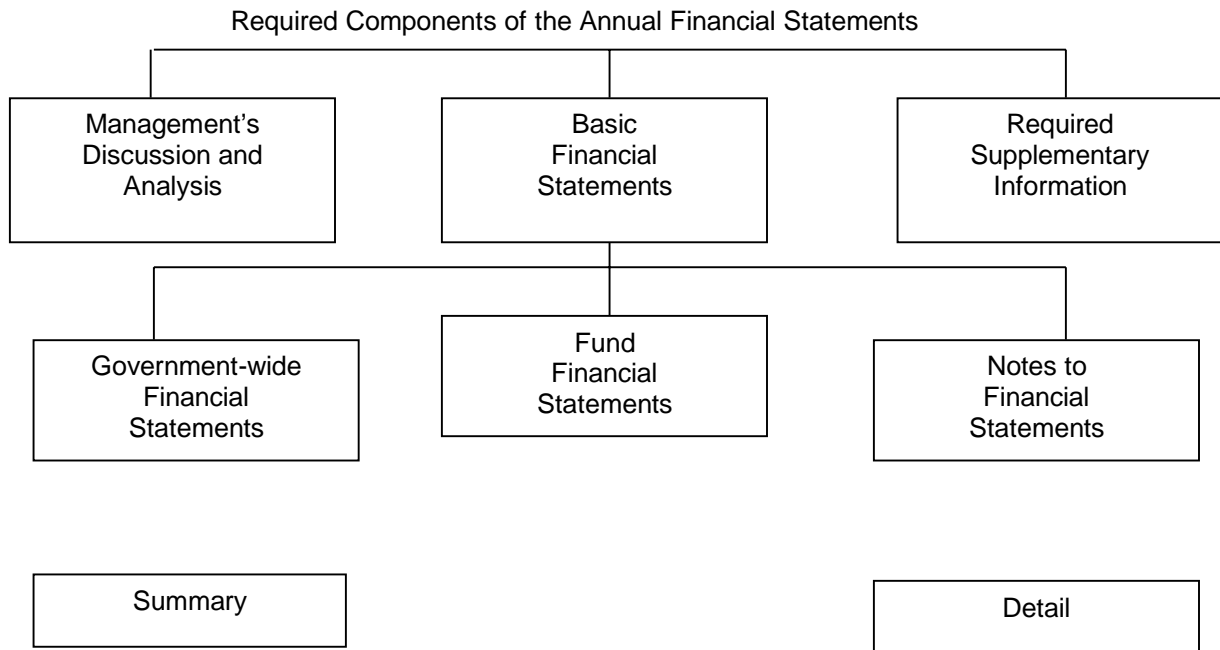 Required Components of the Annual Financial Statements
Management’s
Discussion and
Analysis
Basic
Financial
Statements
Required
Supplementary
Information
Government-wide
Financial
Statements
Fund
Financial
Statements
Notes to
Financial
Statements
Summary
Detail